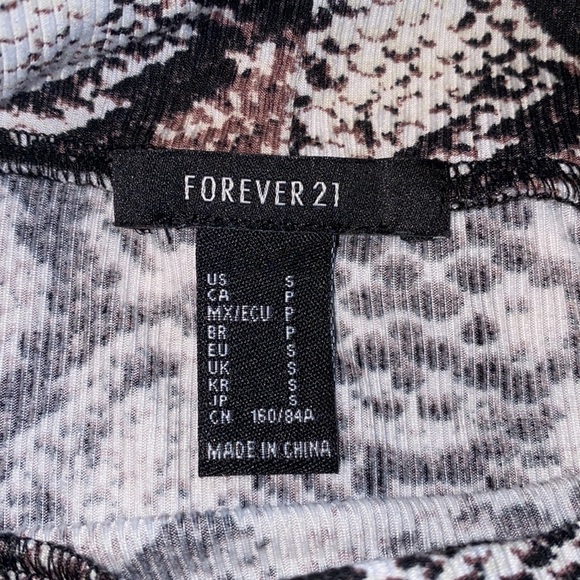 FOREVER 21
US S
CA P
MX/ECU P
BR P
EU S
UK S
KR S
JP S
CN 160/84A
MADE IN CHINA